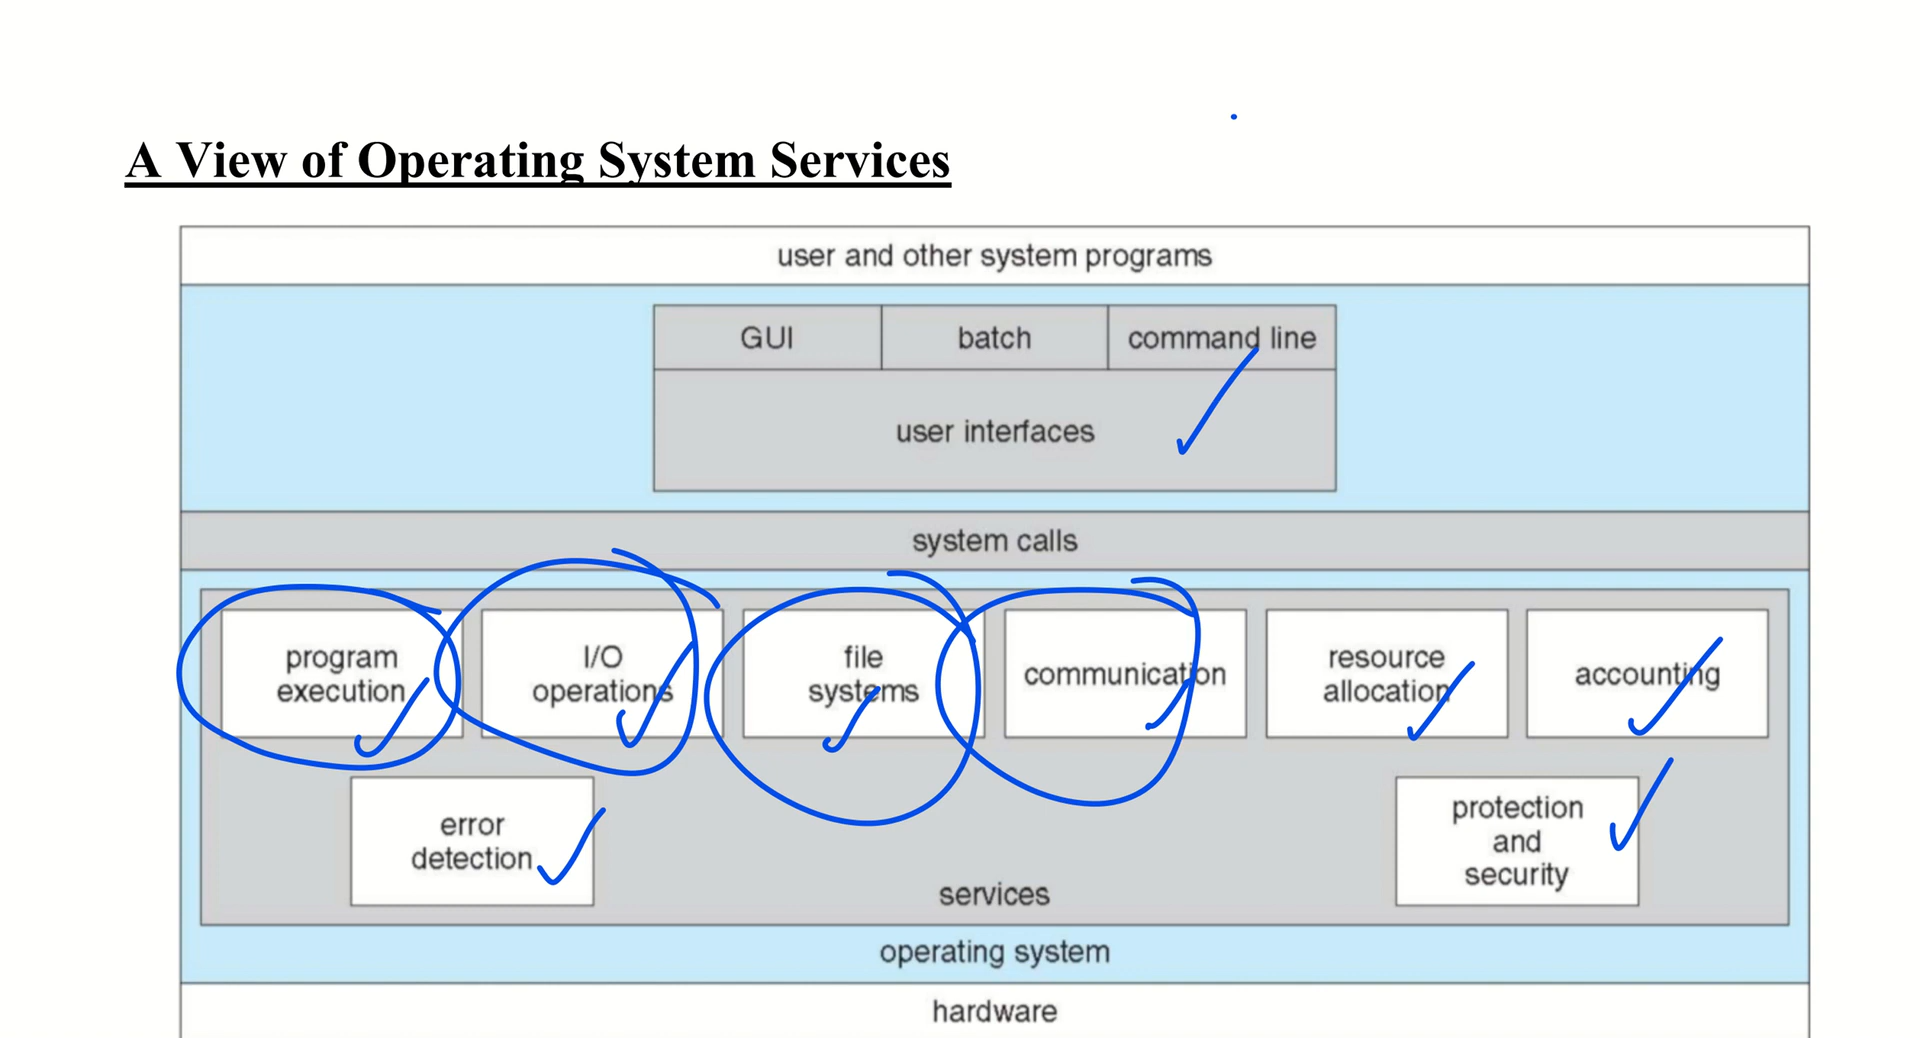 A View of Operating System Services
user and other system programs
GUI batch command line
user interfaces
system calls
program
execution
I/O
operations
file
systems
communication
resource
allocation
accounting
error
detection
protection
and
security
services
operating system
hardware